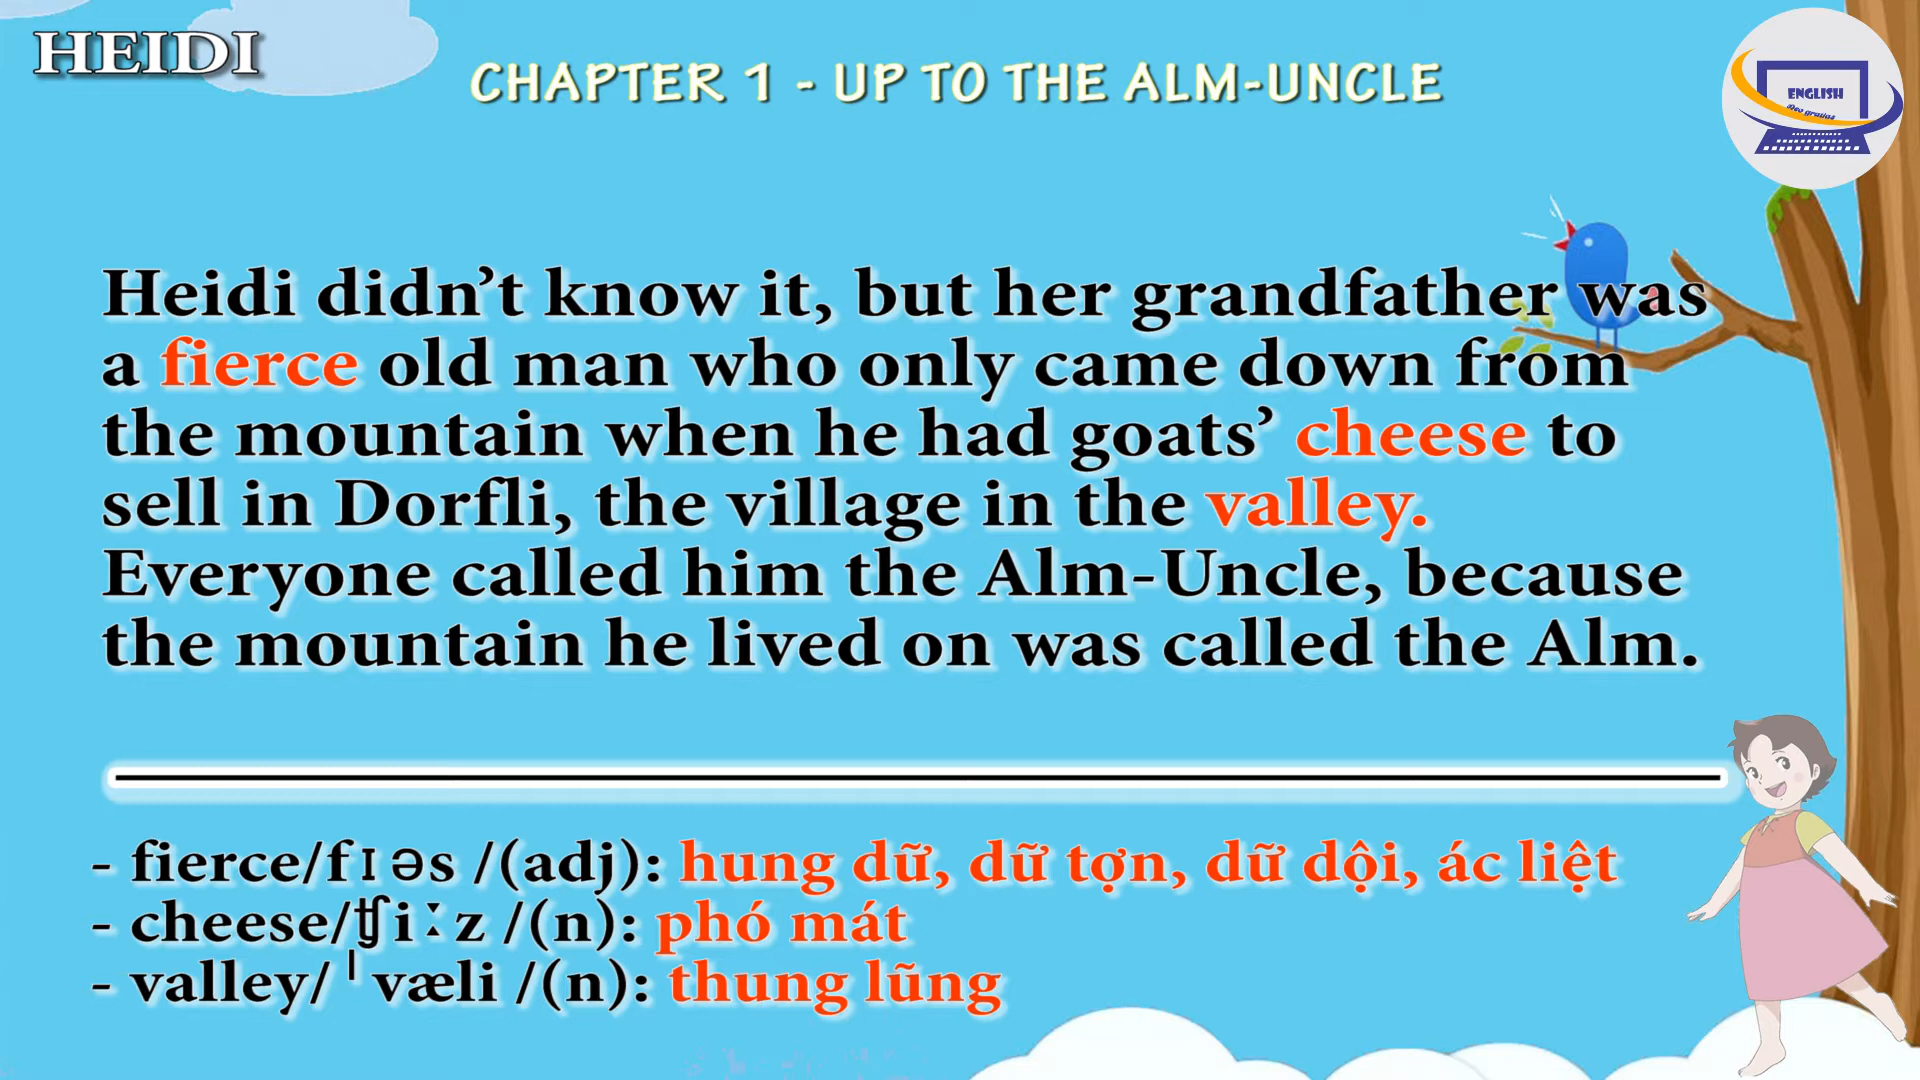 HEIDI
CHAPTER 1 - UP TO THE ALM-UNCLE
ENGLISH
Deo gratias
Heidi didn’t know it, but her grandfather was
a fierce old man who only came down from
the mountain when he had goats’ cheese to
sell in Dorfli, the village in the valley.
Everyone called him the Alm-Uncle, because
the mountain he lived on was called the Alm.
- fierce/fɪəs /(adj): hung dữ, dữ tợn, dữ dội, ác liệt
- cheese/ʧiːz /(n): phó mát
- valley/ˈvæli /(n): thung lũng